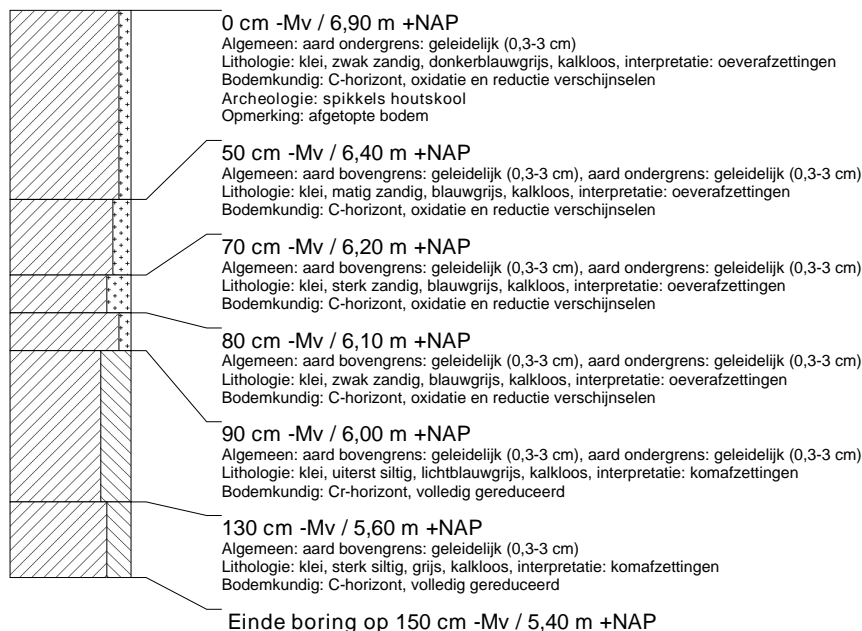 0 cm -Mv / 6,90 m +NAP
Algemeen: aard ondergrens: geleidelijk (0,3-3 cm)
Lithologie: klei, zwak zandig, donkerblauwgrijs, kalkloos, interpretatie: oeverafzettingen
Bodemkundig: C-horizont, oxidatie en reductie verschijnselen
Archeologie: spikkels houtskool
Opmerking: afgetopte bodem
50 cm -Mv / 6,40 m +NAP
Algemeen: aard bovengrens: geleidelijk (0,3-3 cm), aard ondergrens: geleidelijk (0,3-3 cm)
Lithologie: klei, matig zandig, blauwgrijs, kalkloos, interpretatie: oeverafzettingen
Bodemkundig: C-horizont, oxidatie en reductie verschijnselen
70 cm -Mv / 6,20 m +NAP
Algemeen: aard bovengrens: geleidelijk (0,3-3 cm), aard ondergrens: geleidelijk (0,3-3 cm)
Lithologie: klei, sterk zandig, blauwgrijs, kalkloos, interpretatie: oeverafzettingen
Bodemkundig: C-horizont, oxidatie en reductie verschijnselen
80 cm -Mv / 6,10 m +NAP
Algemeen: aard bovengrens: geleidelijk (0,3-3 cm), aard ondergrens: geleidelijk (0,3-3 cm)
Lithologie: klei, zwak zandig, blauwgrijs, kalkloos, interpretatie: oeverafzettingen
Bodemkundig: C-horizont, oxidatie en reductie verschijnselen
90 cm -Mv / 6,00 m +NAP
Algemeen: aard bovengrens: geleidelijk (0,3-3 cm), aard ondergrens: geleidelijk (0,3-3 cm)
Lithologie: klei, uiterst siltig, lichtblauwgrijs, kalkloos, interpretatie: komafzettingen
Bodemkundig: Cr-horizont, volledig gereduceerd
130 cm -Mv / 5,60 m +NAP
Algemeen: aard bovengrens: geleidelijk (0,3-3 cm)
Lithologie: klei, sterk siltig, grijs, kalkloos, interpretatie: komafzettingen
Bodemkundig: C-horizont, volledig gereduceerd
Einde boring op 150 cm -Mv / 5,40 m +NAP